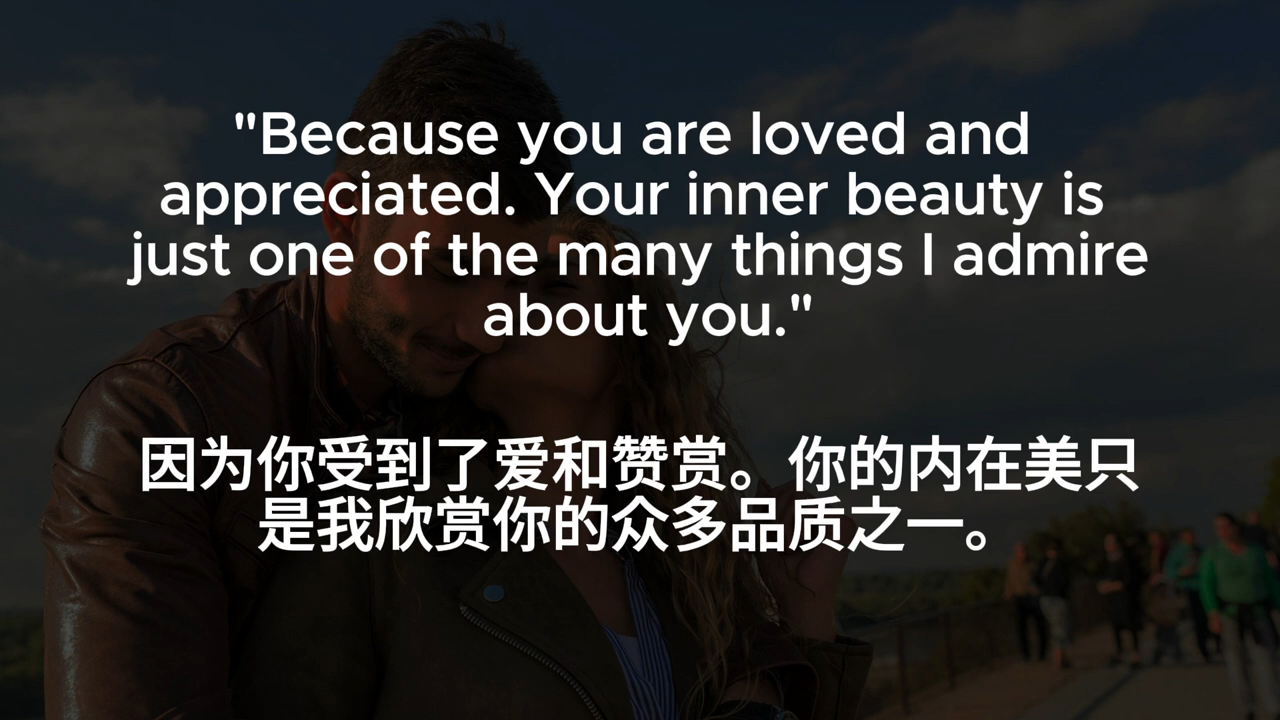 "Because you are loved and
appreciated. Your inner beauty is
just one of the many things I admire
about you."
因为你受到了爱和赞赏。你的内在美只
是我欣赏你的众多品质之一。